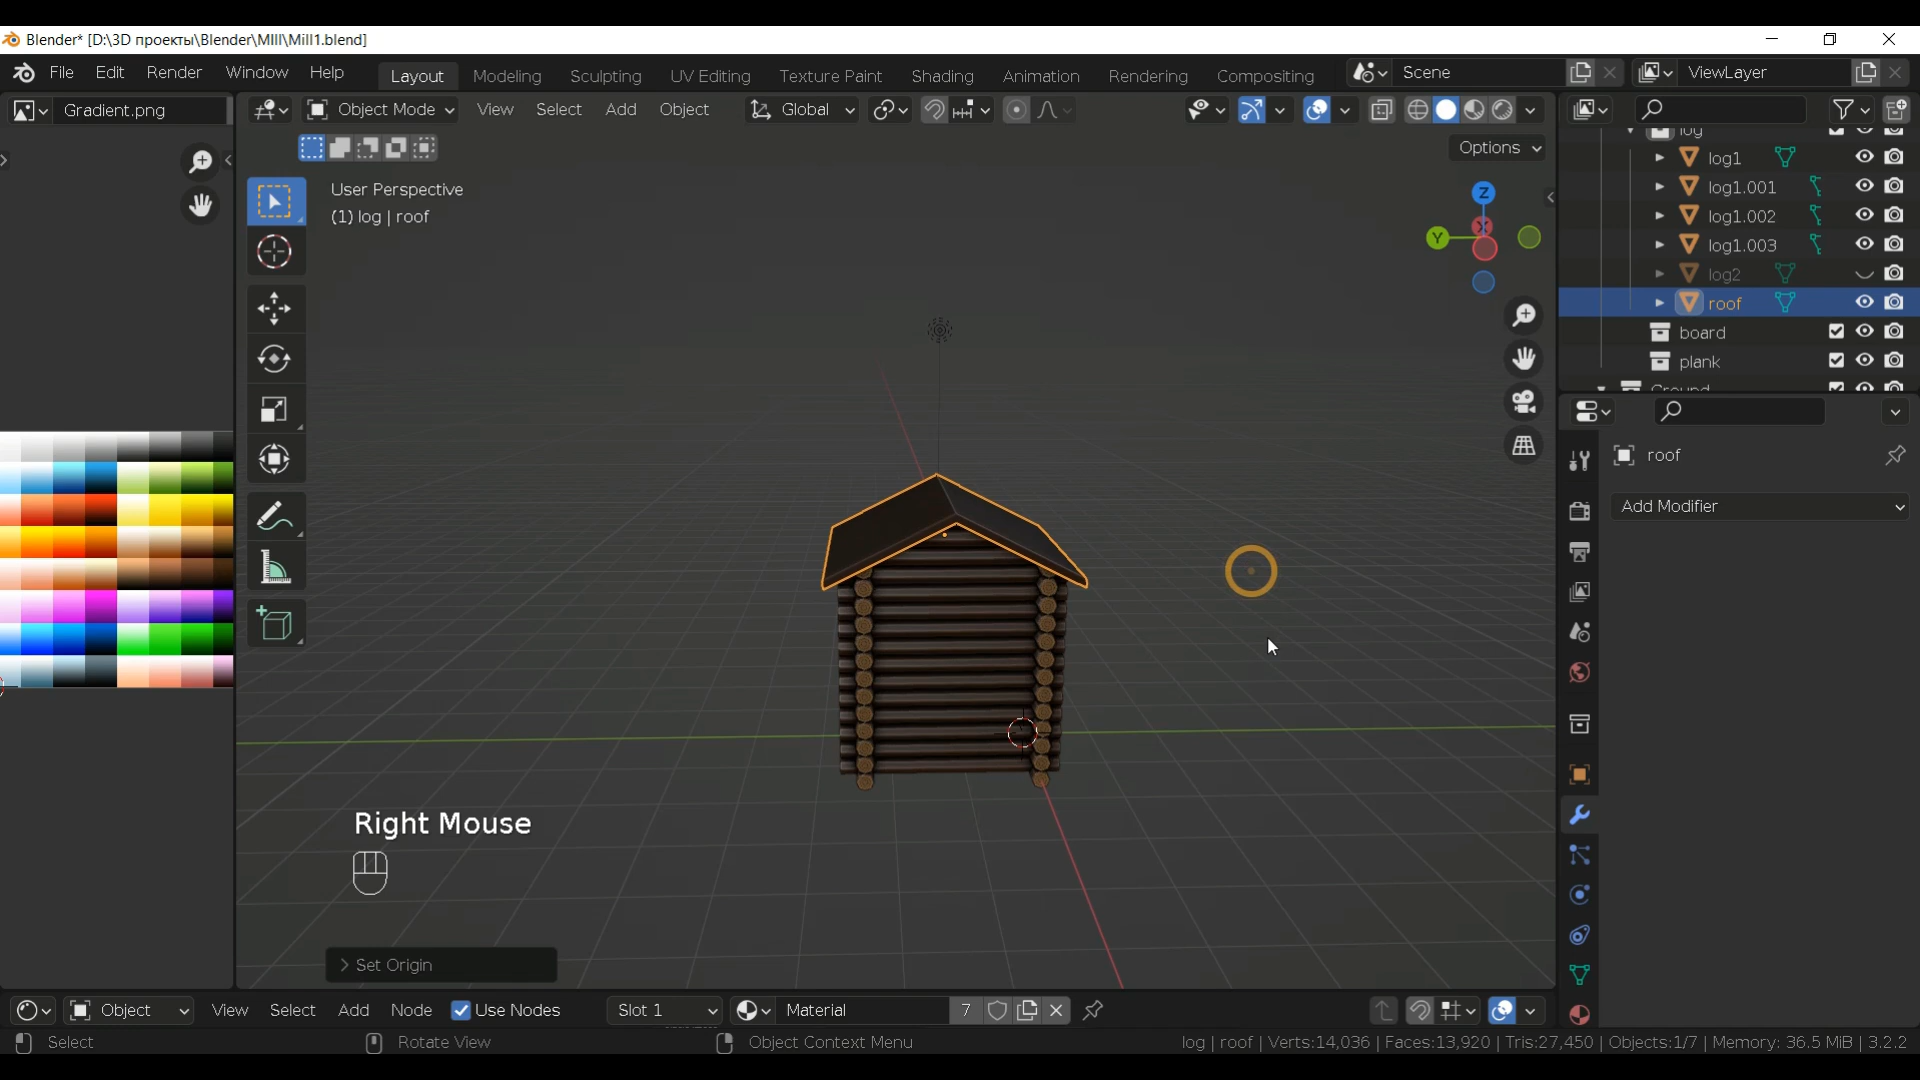 Blender* [D:\3D проекты\Blender\MIll\Mill1.blend]
File Edit Render Window Help Layout Modeling Sculpting UV Editing Texture Paint Shading Animation Rendering Compositing Scene ViewLayer
Gradient.png Object Mode View Select Add Object Global
Options
User Perspective
(1) log | roof
Z
Y
X
log
log1
log1.001
log1.002
log1.003
log2
roof
board
plank
Ground
roof
Add Modifier
Right Mouse
Set Origin
Object View Select Add Node Use Nodes Slot 1 Material 7
Select Rotate View Object Context Menu log | roof | Verts:14,036 | Faces:13,920 | Tris:27,450 | Objects:1/7 | Memory: 36.5 MiB | 3.2.2